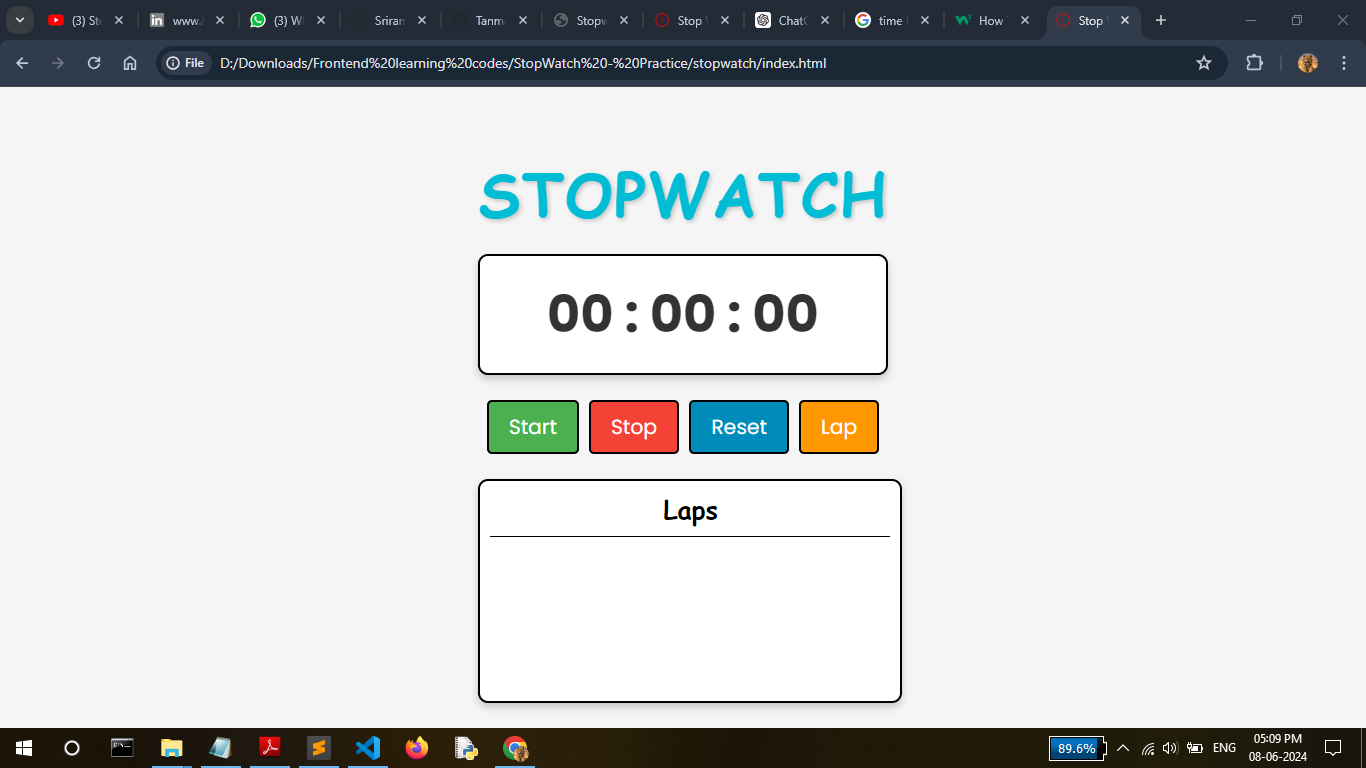 (3) Sto
www.
(3) W
Sriran
Tanm
Stopw
Stop
ChatG
time
How
Stop
File D:/Downloads/Frontend%20learning%20codes/StopWatch%20-%20Practice/stopwatch/index.html
STOPWATCH
00 : 00 : 00
Start Stop Reset Lap
Laps
89.6% ENG 05:09 PM
08-06-2024